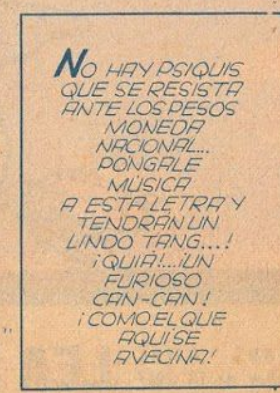 NO HAY PSIQUIS
QUE SE RESISTA
ANTE LOS PESOS
MONEDA
NACIONAL...
PÓNGALE
MÚSICA
A ESTA LETRA Y
TENDRÁN UN
LINDO TANG...!
¡QUIA!...¡UN
FURIOSO
CAN-CAN!
¡COMO EL QUE
AQUÍ SE
AVECINA!